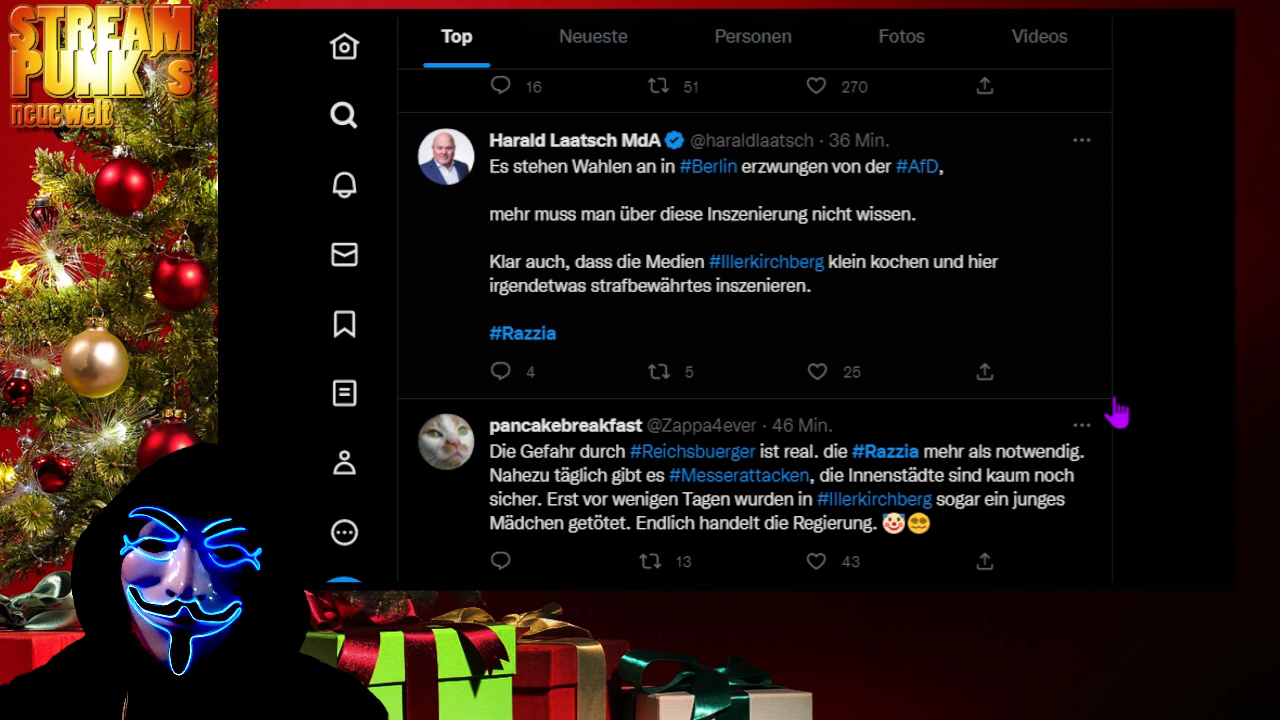 STREAM
PUNK´s
neue welt
Top Neueste Personen Fotos Videos
16 51 270
Harald Laatsch MdA @haraldlaatsch · 36 Min.
Es stehen Wahlen an in #Berlin erzwungen von der #AfD,
mehr muss man über diese Inszenierung nicht wissen.
Klar auch, dass die Medien #Illerkirchberg klein kochen und hier
irgendetwas strafbewährtes inszenieren.
#Razzia
4 5 25
pancakebreakfast @Zappa4ever · 46 Min.
Die Gefahr durch #Reichsbuerger ist real. die #Razzia mehr als notwendig.
Nahezu täglich gibt es #Messerattacken, die Innenstädte sind kaum noch
sicher. Erst vor wenigen Tagen wurden in #Illerkirchberg sogar ein junges
Mädchen getötet. Endlich handelt die Regierung. 🤡😵‍💫
13 43